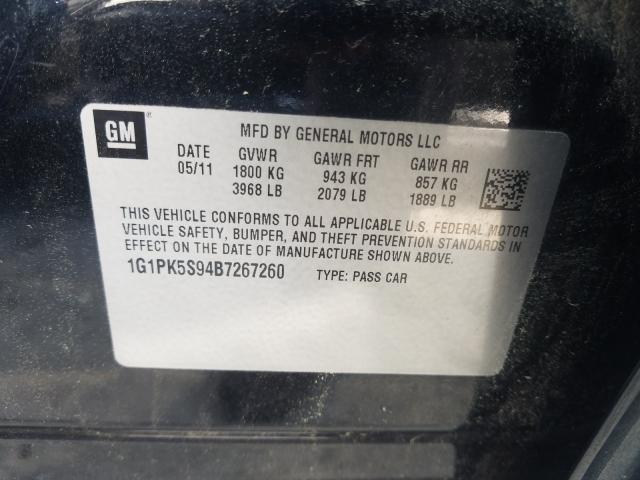 GM ®
MFD BY GENERAL MOTORS LLC
DATE GVWR GAWR FRT GAWR RR
05/11 1800 KG 943 KG 857 KG
3968 LB 2079 LB 1889 LB
THIS VEHICLE CONFORMS TO ALL APPLICABLE U.S. FEDERAL MOTOR
VEHICLE SAFETY, BUMPER, AND THEFT PREVENTION STANDARDS IN
EFFECT ON THE DATE OF MANUFACTURE SHOWN ABOVE.
1G1PK5S94B7267260 TYPE: PASS CAR